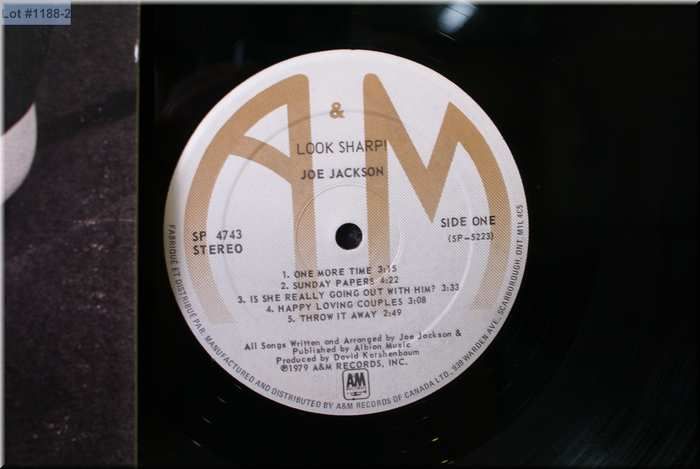 Lot #1188-2
A & M
LOOK SHARP!
JOE JACKSON
SP 4743
STEREO
SIDE ONE
(SP-5223)
1. ONE MORE TIME 3:15
2. SUNDAY PAPERS 4:22
3. IS SHE REALLY GOING OUT WITH HIM? 3:33
4. HAPPY LOVING COUPLES 3:08
5. THROW IT AWAY 2:49
All Songs Written and Arranged by Joe Jackson &
Published by Albion Music
Produced by David Kershenbaum
℗1979 A&M RECORDS, INC.
A&M
FABRIQUÉ ET DISTRIBUÉ PAR: MANUFACTURED AND DISTRIBUTED BY A&M RECORDS OF CANADA LTD., 939 WARDEN AVE., SCARBOROUGH, ONT. M1L 4C5